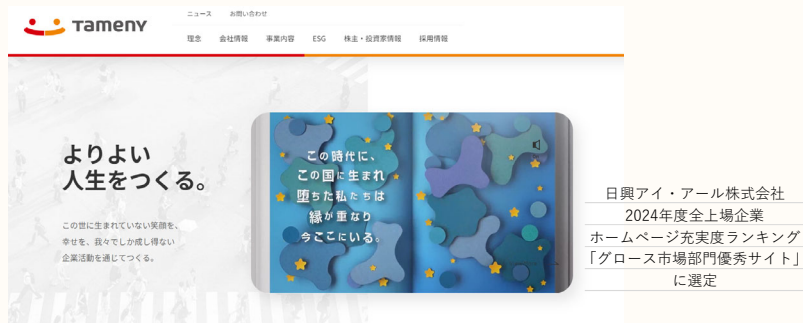 TAMENY
ニュース お問い合わせ
理念 会社情報 事業内容 ESG 株主・投資家情報 採用情報
よりよい
人生をつくる。
この世に生まれていない笑顔を、
幸せを、我々でしか成し得ない
企業活動を通じてつくる。
この時代に、
この国に生まれ
堕ちた私たちは
縁が重なり
今ここにいる。
日興アイ・アール株式会社
2024年度全上場企業
ホームページ充実度ランキング
「グロース市場部門優秀サイト」
に選定